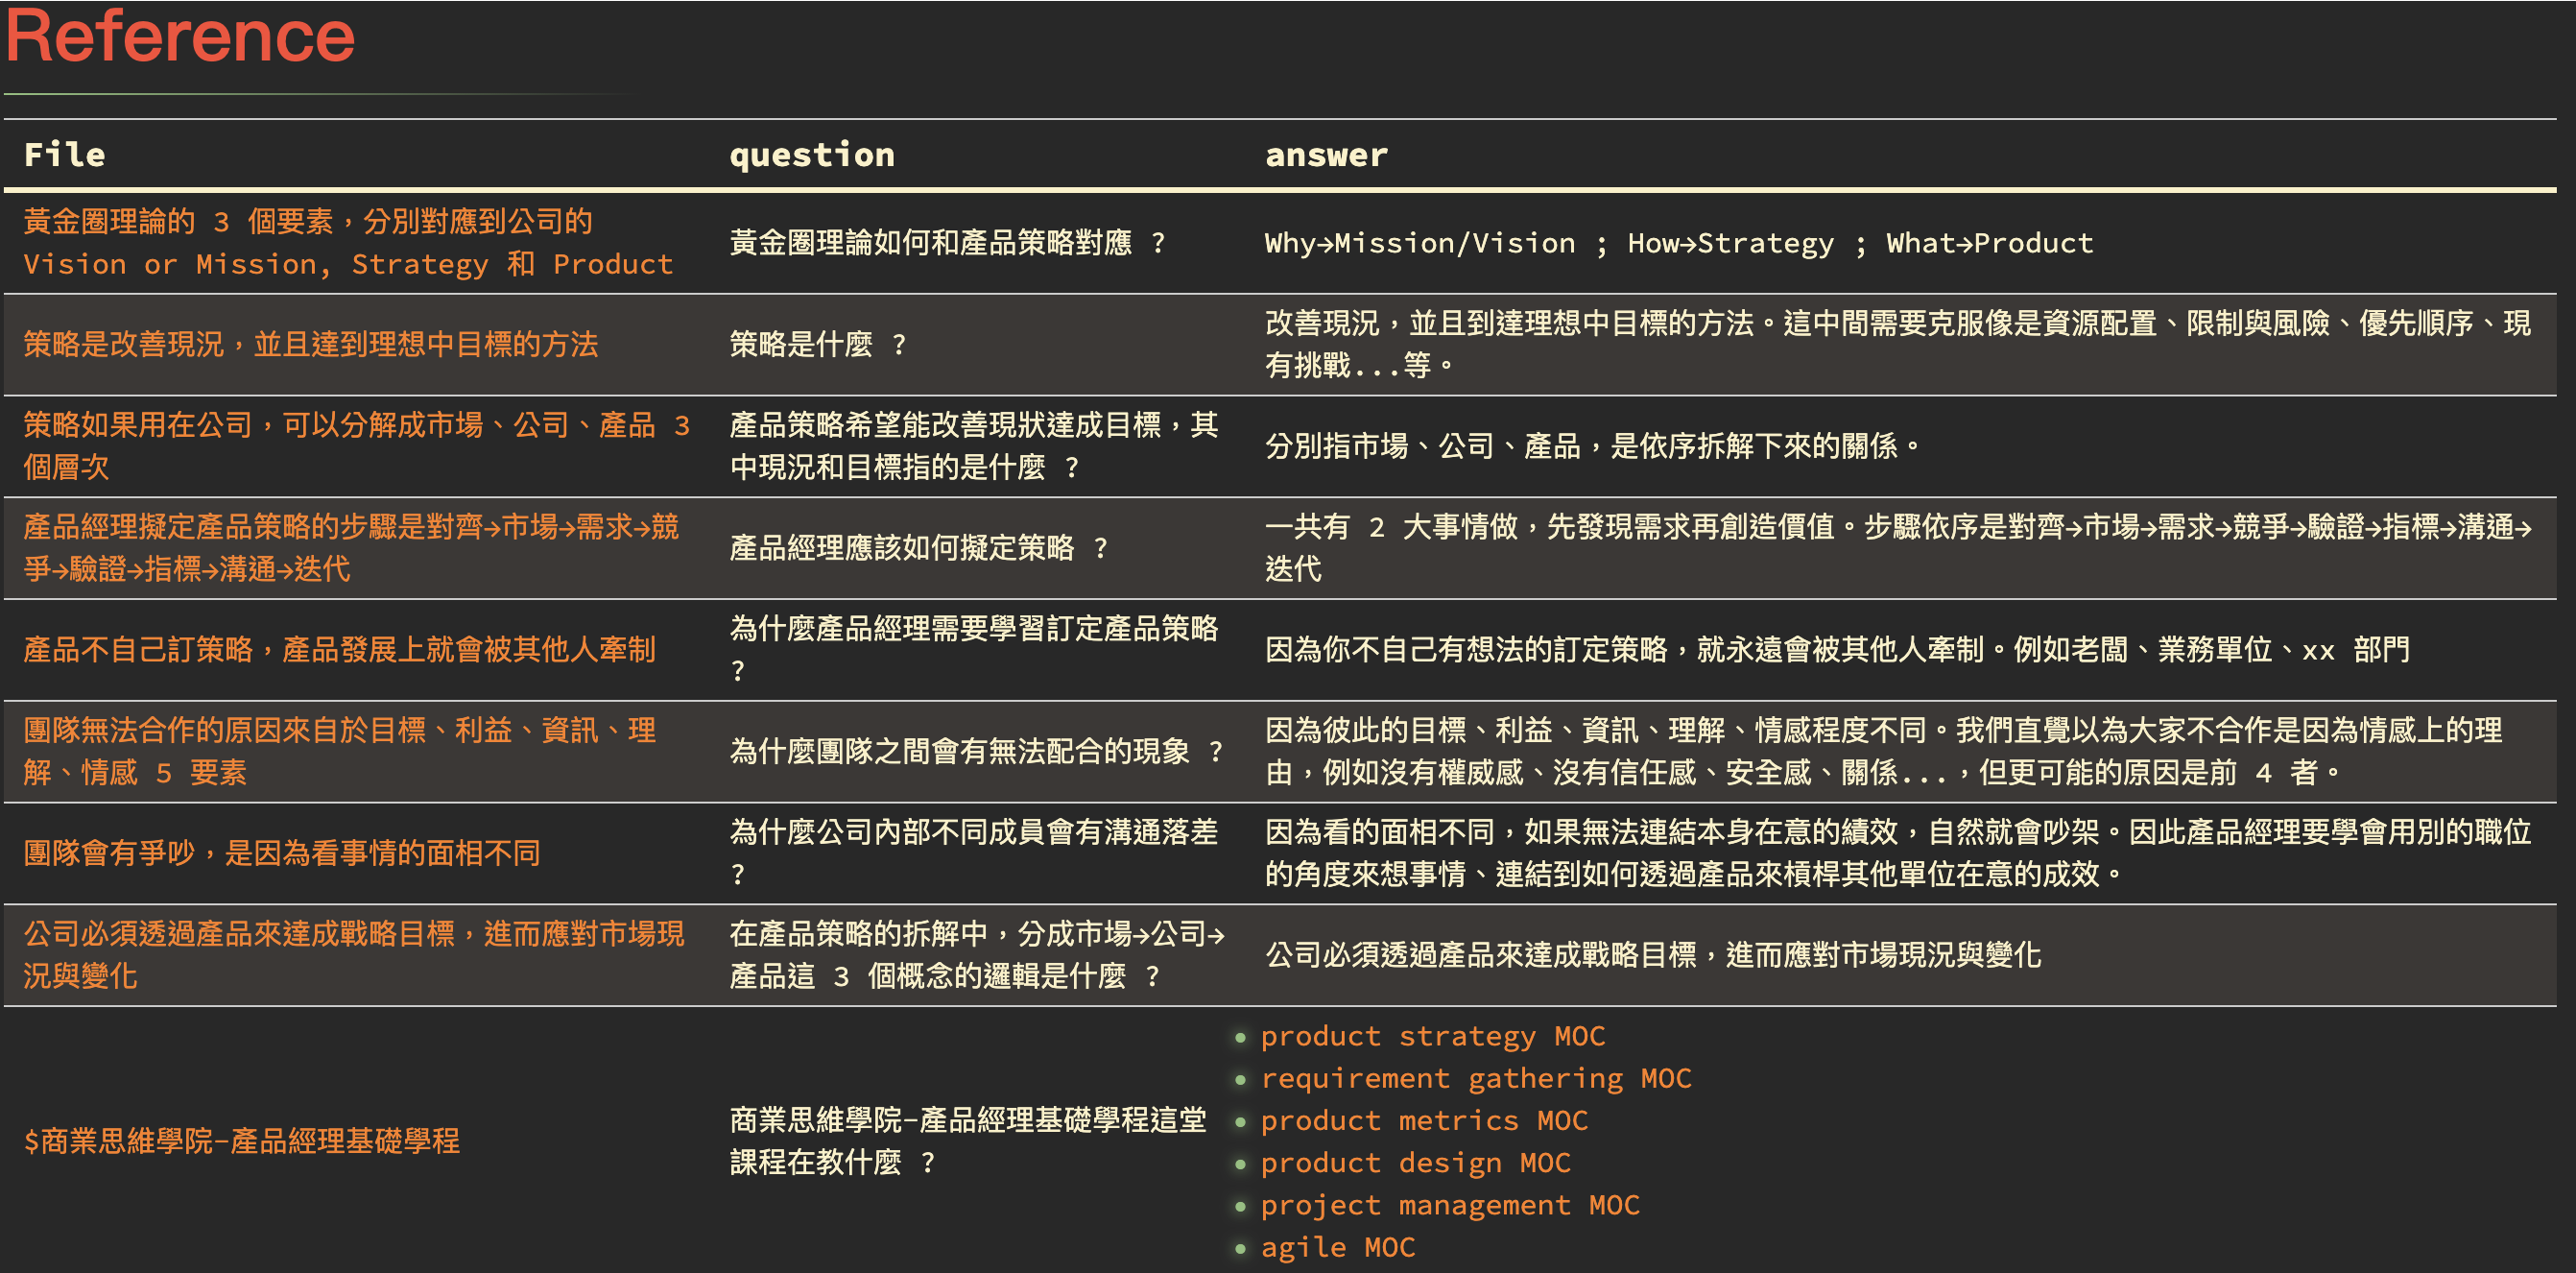 Reference
File question answer
黃金圈理論的 3 個要素，分別對應到公司的
Vision or Mission, Strategy 和 Product
黃金圈理論如何和產品策略對應 ？
Why→Mission/Vision ; How→Strategy ; What→Product
策略是改善現況，並且達到理想中目標的方法
策略是什麼 ？
改善現況，並且到達理想中目標的方法。這中間需要克服像是資源配置、限制與風險、優先順序、現
有挑戰...等。
策略如果用在公司，可以分解成市場、公司、產品 3
個層次
產品策略希望能改善現狀達成目標，其
中現況和目標指的是什麼 ？
分別指市場、公司、產品，是依序拆解下來的關係。
產品經理擬定產品策略的步驟是對齊→市場→需求→競
爭→驗證→指標→溝通→迭代
產品經理應該如何擬定策略 ？
一共有 2 大事情做，先發現需求再創造價值。步驟依序是對齊→市場→需求→競爭→驗證→指標→溝通→
迭代
產品不自己訂策略，產品發展上就會被其他人牽制
為什麼產品經理需要學習訂定產品策略
？
因為你不自己有想法的訂定策略，就永遠會被其他人牽制。例如老闆、業務單位、xx 部門
團隊無法合作的原因來自於目標、利益、資訊、理
解、情感 5 要素
為什麼團隊之間會有無法配合的現象 ？
因為彼此的目標、利益、資訊、理解、情感程度不同。我們直覺以為大家不合作是因為情感上的理
由，例如沒有權威感、沒有信任感、安全感、關係...，但更可能的原因是前 4 者。
團隊會有爭吵，是因為看事情的面相不同
為什麼公司內部不同成員會有溝通落差
？
因為看的面相不同，如果無法連結本身在意的績效，自然就會吵架。因此產品經理要學會用別的職位
的角度來想事情、連結到如何透過產品來槓桿其他單位在意的成效。
公司必須透過產品來達成戰略目標，進而應對市場現
況與變化
在產品策略的拆解中，分成市場→公司→
產品這 3 個概念的邏輯是什麼 ？
公司必須透過產品來達成戰略目標，進而應對市場現況與變化
$商業思維學院-產品經理基礎學程
商業思維學院-產品經理基礎學程這堂
課程在教什麼 ？
• product strategy MOC
• requirement gathering MOC
• product metrics MOC
• product design MOC
• project management MOC
• agile MOC